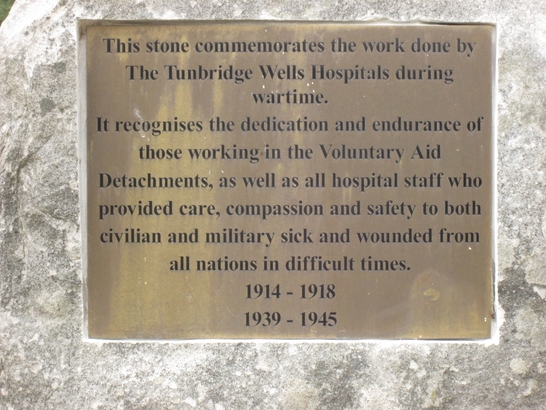 This stone commemorates the work done by
The Tunbridge Wells Hospitals during
wartime.
It recognises the dedication and endurance of
those working in the Voluntary Aid
Detachments, as well as all hospital staff who
provided care, compassion and safety to both
civilian and military sick and wounded from
all nations in difficult times.
1914 - 1918
1939 - 1945